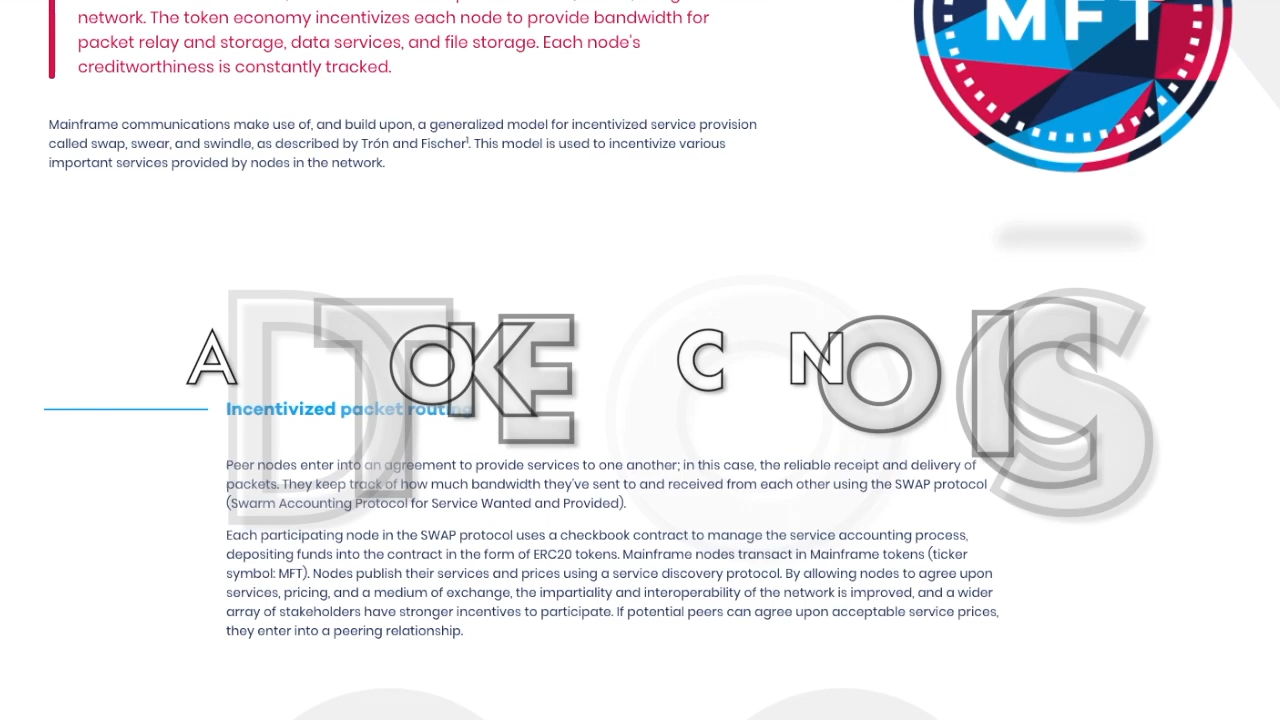 network. The token economy incentivizes each node to provide bandwidth for
packet relay and storage, data services, and file storage. Each node's
creditworthiness is constantly tracked.
MFT
Mainframe communications make use of, and build upon, a generalized model for incentivized service provision
called swap, swear, and swindle, as described by Trón and Fischer¹. This model is used to incentivize various
important services provided by nodes in the network.
A D T O K E C N O I S
Incentivized packet routing
Peer nodes enter into an agreement to provide services to one another; in this case, the reliable receipt and delivery of
packets. They keep track of how much bandwidth they've sent to and received from each other using the SWAP protocol
(Swarm Accounting Protocol for Service Wanted and Provided).
Each participating node in the SWAP protocol uses a checkbook contract to manage the service accounting process,
depositing funds into the contract in the form of ERC20 tokens. Mainframe nodes transact in Mainframe tokens (ticker
symbol: MFT). Nodes publish their services and prices using a service discovery protocol. By allowing nodes to agree upon
services, pricing, and a medium of exchange, the impartiality and interoperability of the network is improved, and a wider
array of stakeholders have stronger incentives to participate. If potential peers can agree upon acceptable service prices,
they enter into a peering relationship.